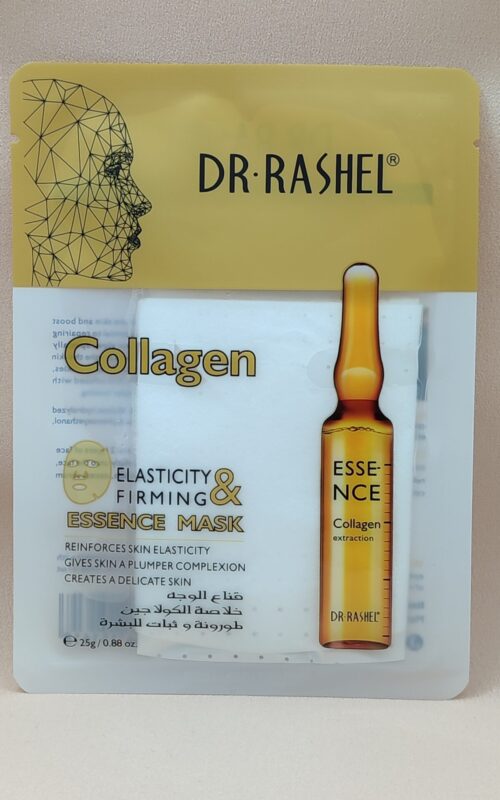 DR·RASHEL®
Collagen
ELASTICITY &
FIRMING
ESSENCE MASK
REINFORCES SKIN ELASTICITY
GIVES SKIN A PLUMPER COMPLEXION
CREATES A DELICATE SKIN
قناع الوجه
خلاصة الكولاجين
طورونة و ثبات للبشرة
℮ 25g / 0.88 oz.
ESSE-
NCE
Collagen
extraction
DR·RASHEL®